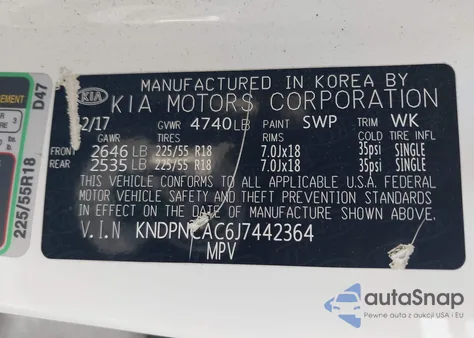 MANUFACTURED IN KOREA BY
KIA KIA MOTORS CORPORATION
2/17 GVWR 4740LB PAINT SWP TRIM WK
GAWR TIRES RIMS COLD TIRE INFL
FRONT 2646 LB 225/55 R18 7.0Jx18 35psi SINGLE
REAR 2535 LB 225/55 R18 7.0Jx18 35psi SINGLE
THIS VEHICLE CONFORMS TO ALL APPLICABLE U.S.A. FEDERAL
MOTOR VEHICLE SAFETY BUMPER, AND THEFT PREVENTION STANDARDS
IN EFFECT ON THE DATE OF MANUFACTURE SHOWN ABOVE.
V.I.N KNDPNCAC6J7442364
MPV
D47
225/55R18
autoSnap
Pewne auta z USA i EU